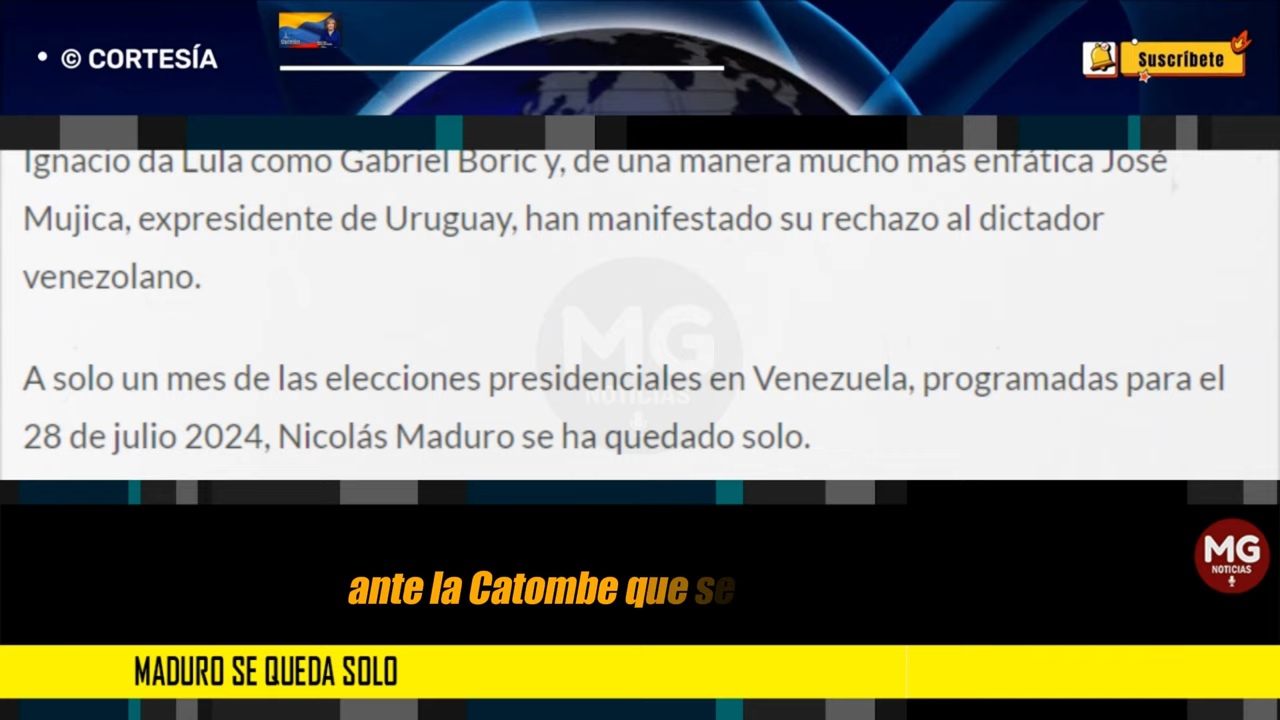 • © CORTESÍA
Suscríbete
Ignacio da Lula como Gabriel Boric y, de una manera mucho más enfática José
Mujica, expresidente de Uruguay, han manifestado su rechazo al dictador
venezolano.
MG
NOTICIAS
A solo un mes de las elecciones presidenciales en Venezuela, programadas para el
28 de julio 2024, Nicolás Maduro se ha quedado solo.
MG
NOTICIAS
ante la Catombe que se
MADURO SE QUEDA SOLO